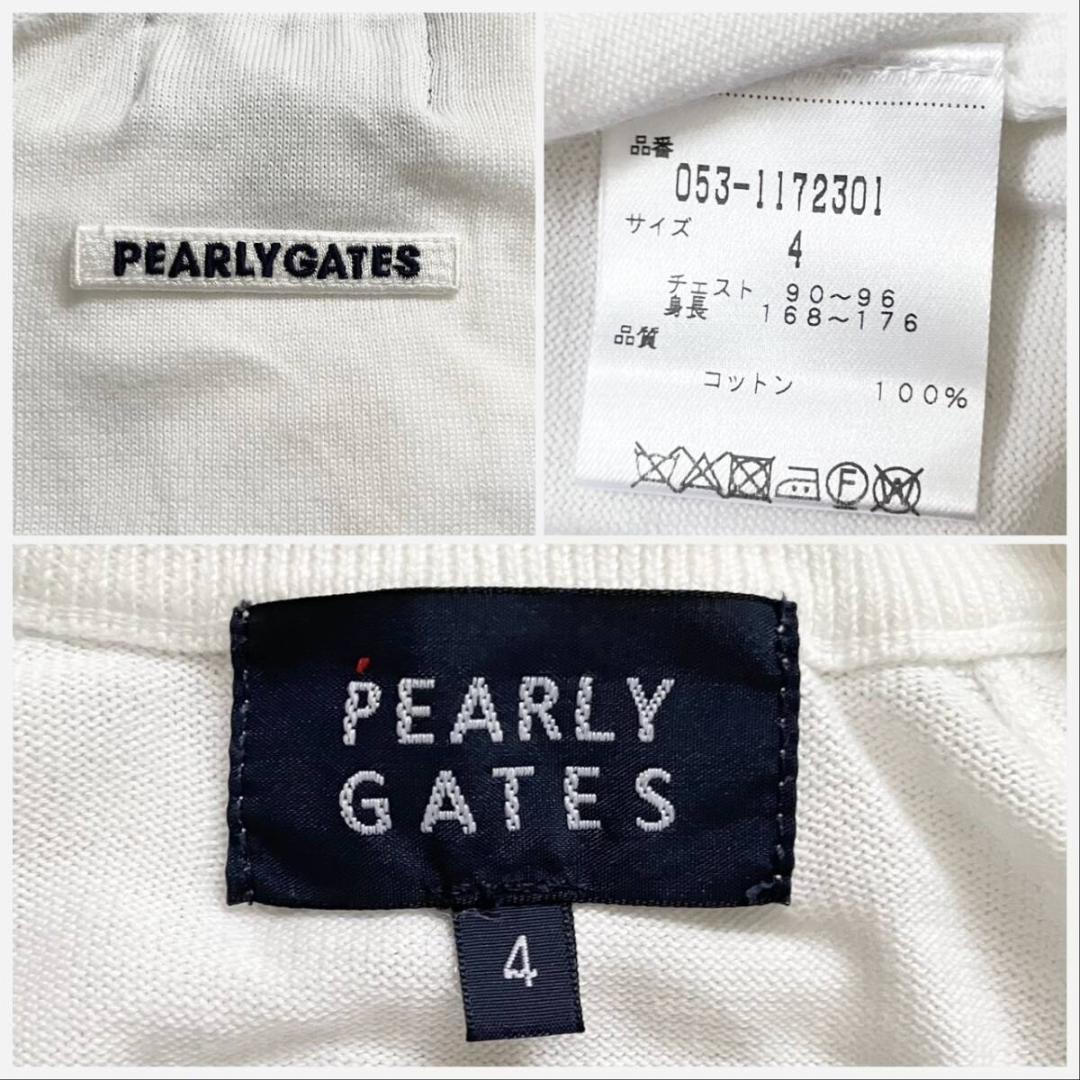 PEARLYGATES
品番
053-1172301
サイズ
4
チェスト 90～96
身長 168～176
品質
コットン 100%
F
W
PEARLY
GATES
4